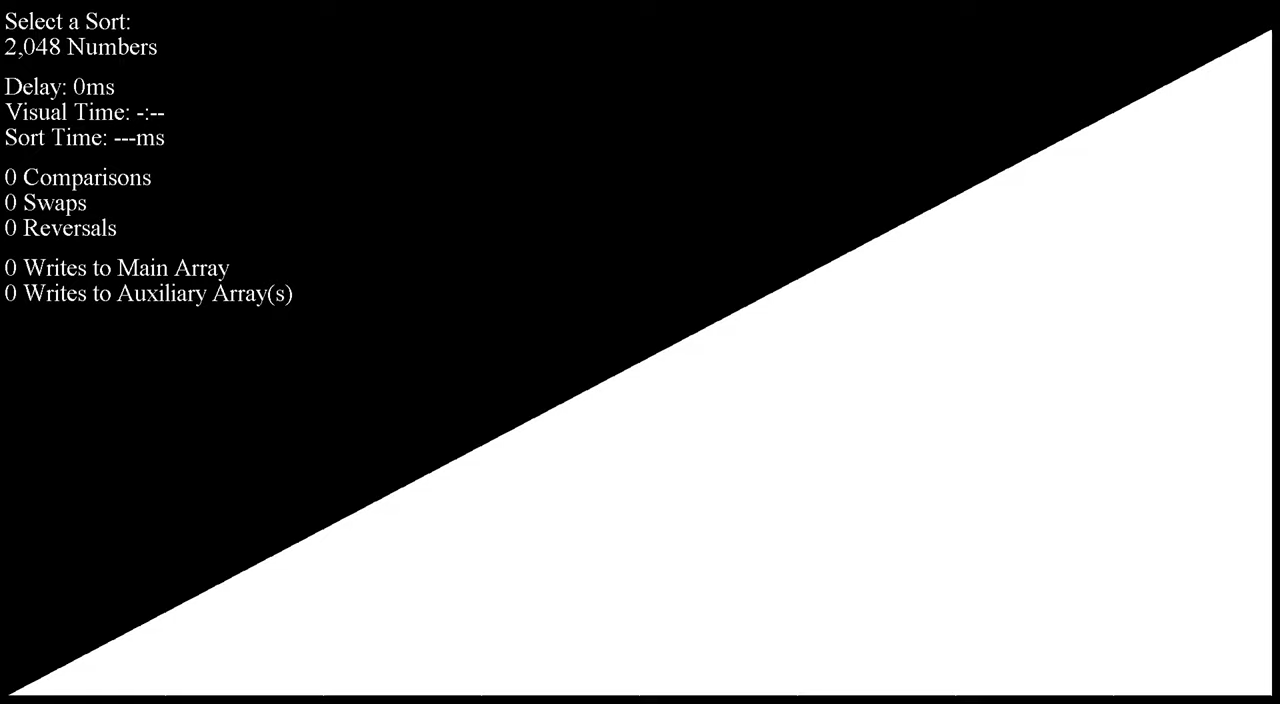 Select a Sort:
2,048 Numbers
Delay: 0ms
Visual Time: -:--
Sort Time: ---ms
0 Comparisons
0 Swaps
0 Reversals
0 Writes to Main Array
0 Writes to Auxiliary Array(s)